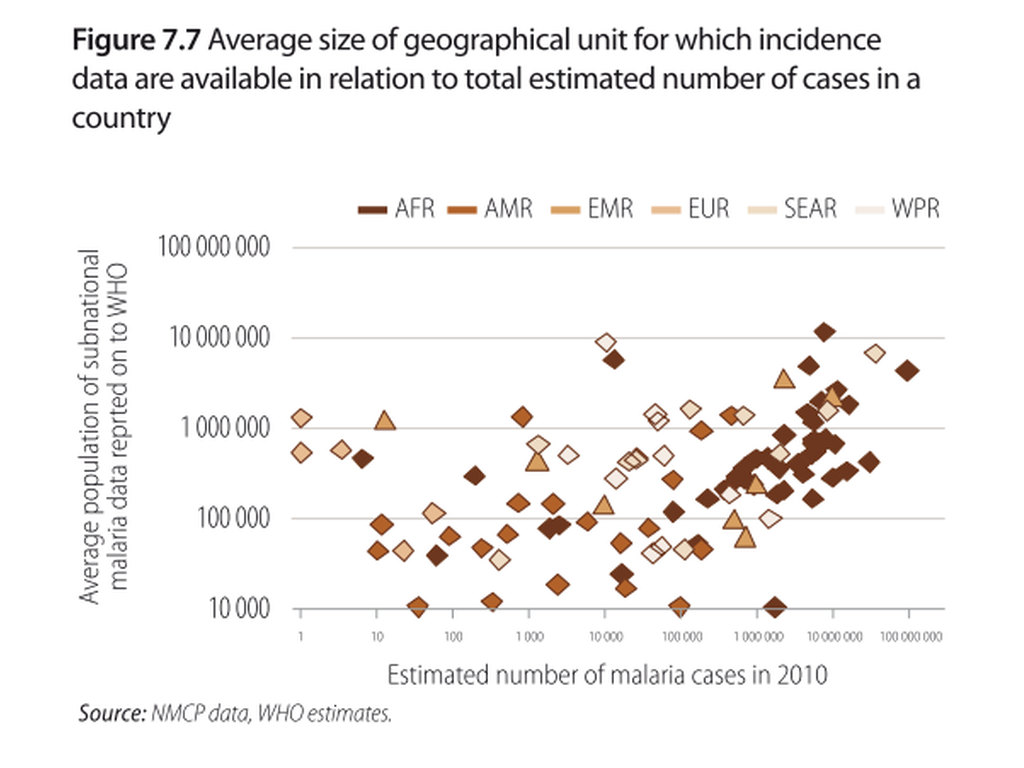 Figure 7.7 Average size of geographical unit for which incidence
data are available in relation to total estimated number of cases in a
country
AFR AMR EMR EUR SEAR WPR
Average population of subnational
malaria data reprted on to WHO
100 000 000
10 000 000
1 000 000
100 000
10 000
1 10 100 1 000 10 000 100 000 1 000 000 10 000 000 100 000 000
Estimated number of malaria cases in 2010
Source: NMCP data, WHO estimates.